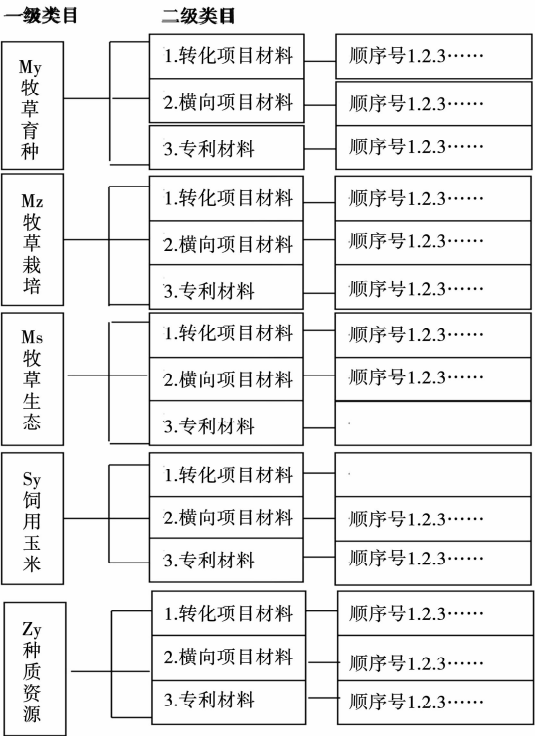 一级类目 二级类目
My牧草育种
1.转化项目材料 顺序号1.2.3……
2.横向项目材料 顺序号1.2.3……
3.专利材料 顺序号1.2.3……
Mz牧草栽培
1.转化项目材料 顺序号1.2.3……
2.横向项目材料 顺序号1.2.3……
3.专利材料 顺序号1.2.3……
Ms牧草生态
1.转化项目材料 顺序号1.2.3……
2.横向项目材料 顺序号1.2.3……
3.专利材料
Sy饲用玉米
1.转化项目材料
2.横向项目材料 顺序号1.2.3……
3.专利材料 顺序号1.2.3……
Zy种质资源
1.转化项目材料 顺序号1.2.3……
2.横向项目材料 顺序号1.2.3……
3.专利材料 顺序号1.2.3……